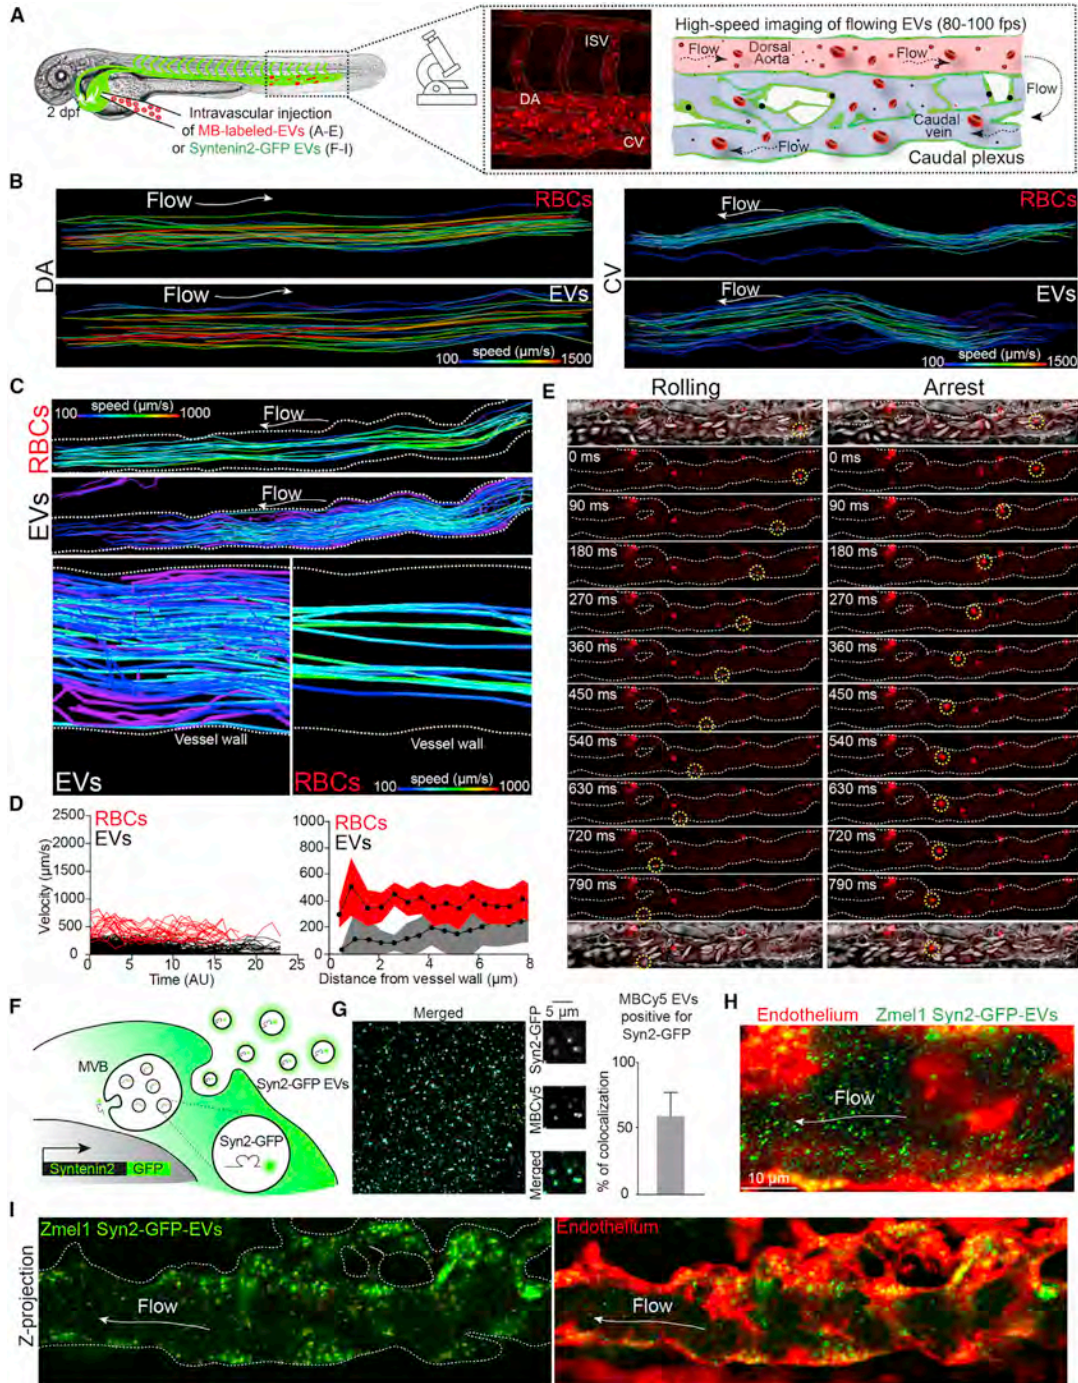 A
2 dpf
Intravascular injection
of MB-labeled-EVs (A-E)
or Syntenin2-GFP EVs (F-I)
ISV
DA
CV
High-speed imaging of flowing EVs (80-100 fps)
Flow
Dorsal
Aorta
Flow
Flow
Caudal
vein
Flow
Caudal plexus
B
DA
Flow
RBCs
Flow
EVs
100 speed (µm/s) 1500
CV
Flow
RBCs
Flow
EVs
100 speed (µm/s) 1500
C
RBCs
100 speed (µm/s) 1000
Flow
EVs
Flow
Vessel wall
EVs
Vessel wall
RBCs
100 speed (µm/s) 1000
D
RBCs
EVs
Velocity (µm/s)
2500
2000
1500
1000
500
0
0 5 10 15 20 25
Time (AU)
RBCs
EVs
1000
800
600
400
200
0
0 2 4 6 8
Distance from vessel wall (µm)
E
Rolling
0 ms
90 ms
180 ms
270 ms
360 ms
450 ms
540 ms
630 ms
720 ms
790 ms
Arrest
0 ms
90 ms
180 ms
270 ms
360 ms
450 ms
540 ms
630 ms
720 ms
790 ms
F
MVB
Syn2-GFP EVs
Syn2-GFP
Syntenin2 GFP
G
Merged
5 µm
Syn2-GFP
MBCy5
Merged
MBCy5 EVs
positive for
Syn2-GFP
% of colocalization
100
50
0
H
Endothelium Zmel1 Syn2-GFP-EVs
Flow
10 µm
I
Z-projection
Zmel1 Syn2-GFP-EVs
Flow
Endothelium
Flow